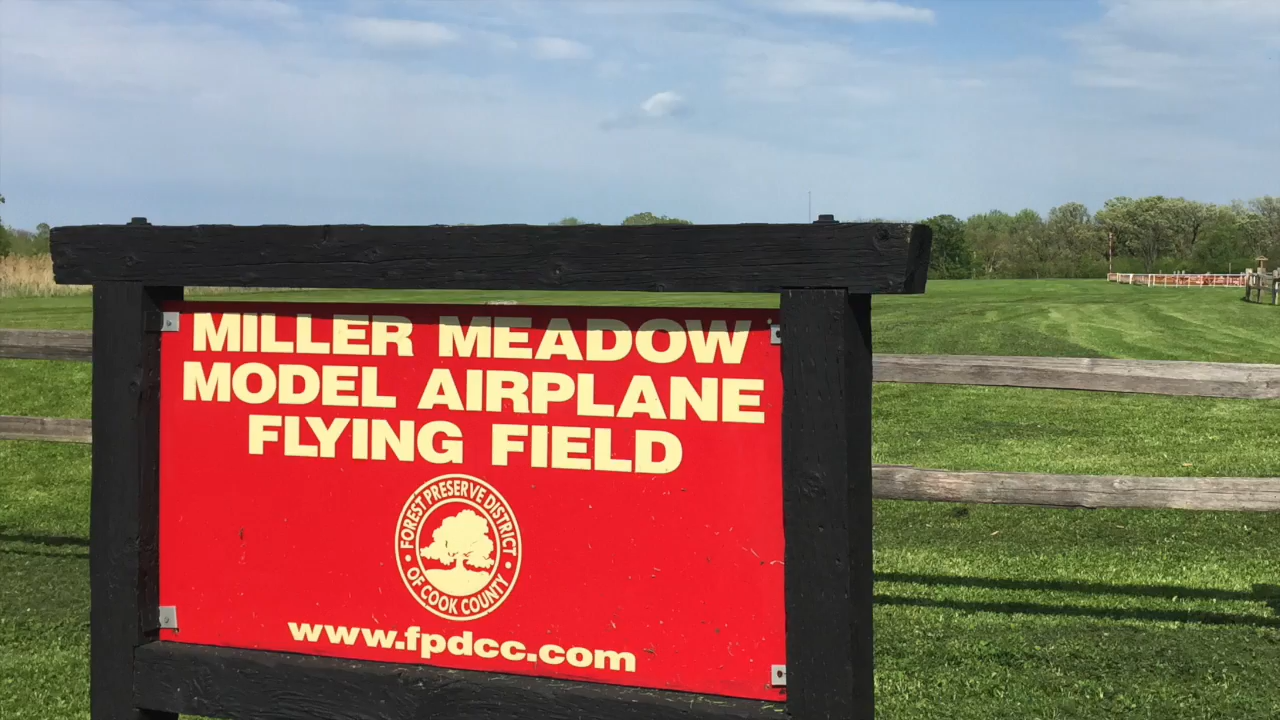 MILLER MEADOW
MODEL AIRPLANE
FLYING FIELD
FOREST PRESERVE DISTRICT
• OF COOK COUNTY •
www.fpdcc.com